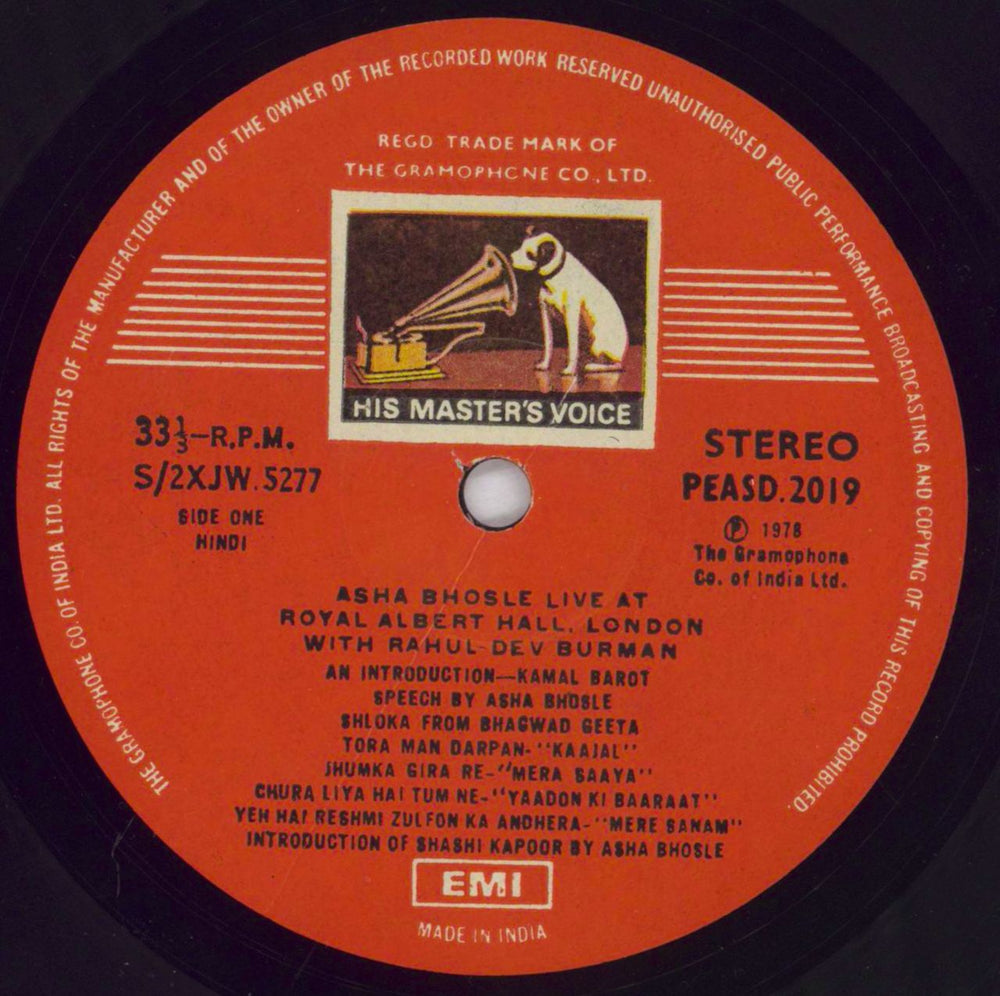 THE GRAMOPHONE CO. OF INDIA LTD. ALL RIGHTS OF THE MANUFACTURER AND OF THE OWNER OF THE RECORDED WORK RESERVED UNAUTHORISED PUBLIC PERFORMANCE BROADCASTING AND COPYING OF THIS RECORD PROHIBITED.
REGD TRADE MARK OF
THE GRAMOPHONE CO., LTD.
HIS MASTER'S VOICE
33⅓–R.P.M.
S/2XJW.5277
SIDE ONE
HINDI
STEREO
PEASD.2019
Ⓟ 1978
The Gramophone
Co. of India Ltd.
ASHA BHOSLE LIVE AT
ROYAL ALBERT HALL, LONDON
WITH RAHUL DEV BURMAN
AN INTRODUCTION—KAMAL BAROT
SPEECH BY ASHA BHOSLE
SHLOKA FROM BHAGWAD GEETA
TORA MAN DARPAN-"KAAJAL"
JHUMKA GIRA RE-"MERA SAAYA"
CHURA LIYA HAI TUM NE-"YAADON KI BAARAAT"
YEH HAI RESHMI ZULFON KA ANDHERA-"MERE SANAM"
INTRODUCTION OF SHASHI KAPOOR BY ASHA BHOSLE
EMI
MADE IN INDIA